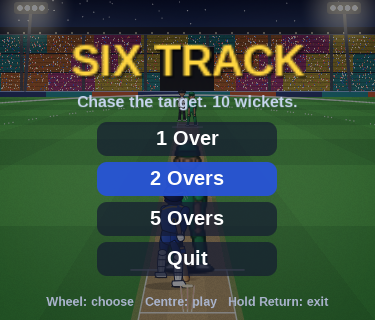 SIX TRACK
Chase the target. 10 wickets.
1 Over
2 Overs
5 Overs
Quit
Wheel: choose   Centre: play   Hold Return: exit